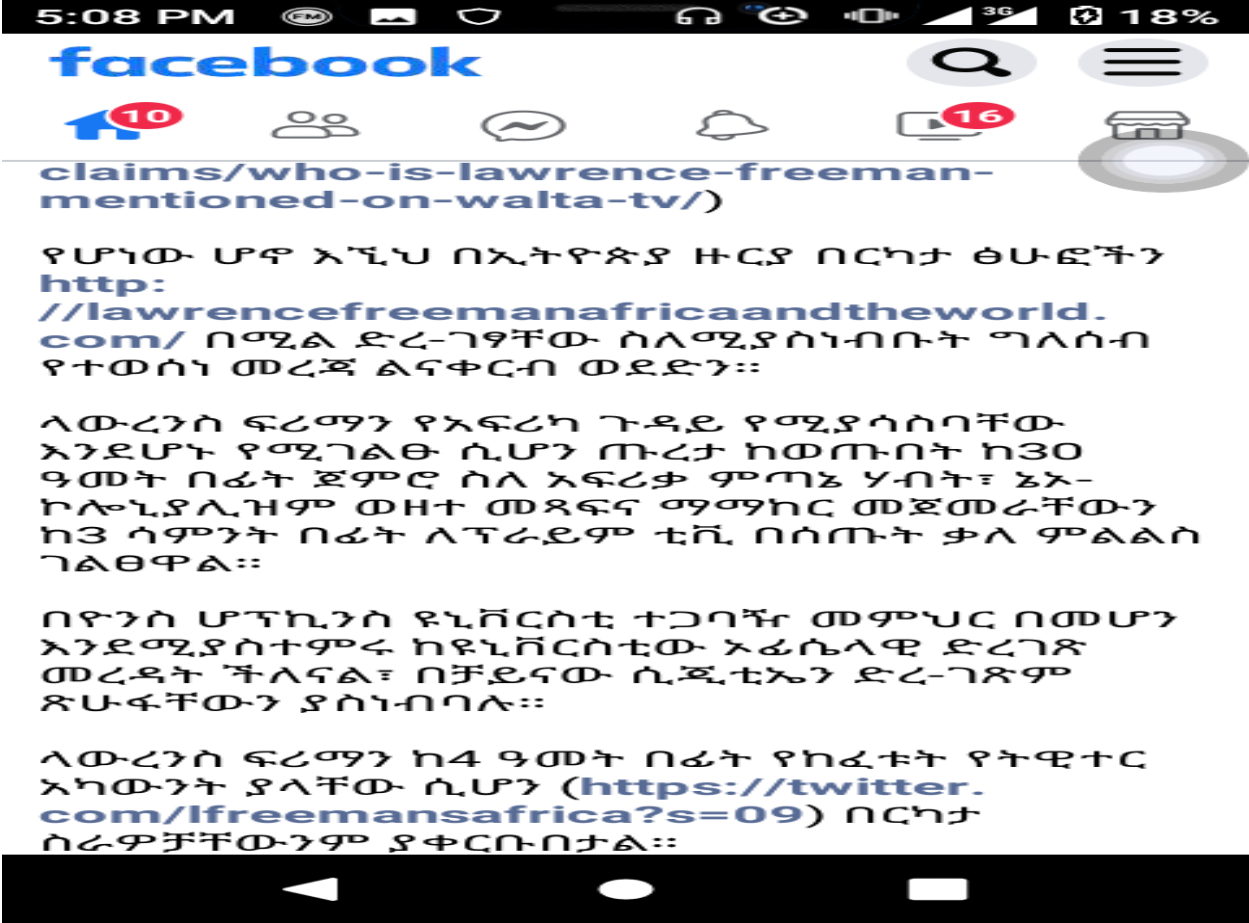 5:08 PM FM 3G 18%
facebook
10 16
claims/who-is-lawrence-freeman-
mentioned-on-walta-tv/)
የሆነው ሆኖ እኚህ በኢትዮጵያ ዙርያ በርካታ ፅሁፎችን
http:
//lawrencefreemanafricaandtheworld.
com/ በሚል ድረ-ገፃቸው ስለሚያስነብቡት ግለሰብ
የተወሰነ መረጃ ልናቀርብ ወደድን።
ላውረንስ ፍሪማን የአፍሪካ ጉዳይ የሚያሳስባቸው
እንደሆኑ የሚገልፁ ሲሆን ጡረታ ከወጡበት ከ30
ዓመት በፊት ጀምሮ ስለ አፍሪቃ ምጣኔ ሃብት፣ ኔኦ-
ኮሎኒያሊዝም ወዘተ መጻፍና ማማከር መጀመራቸውን
ከ3 ሳምንት በፊት ለፕራይም ቲቪ በሰጡት ቃለ ምልልስ
ገልፀዋል።
በዮንስ ሆፕኪንስ ዩኒቨርስቲ ተጋባዥ መምህር በመሆን
እንደሚያስተምሩ ከዩኒቨርስቲው ኦፊሴላዊ ድረገጽ
መረዳት ችለናል፣ በቻይናው ሲጂቲኤን ድረ-ገጽም
ጽሁፋቸውን ያስነብባሉ።
ላውረንስ ፍሪማን ከ4 ዓመት በፊት የከፈቱት የትዊተር
አካውንት ያላቸው ሲሆን (https://twitter.
com/lfreemansafrica?s=09) በርካታ
ስራዎቻቸውንም ያቀርቡበታል።